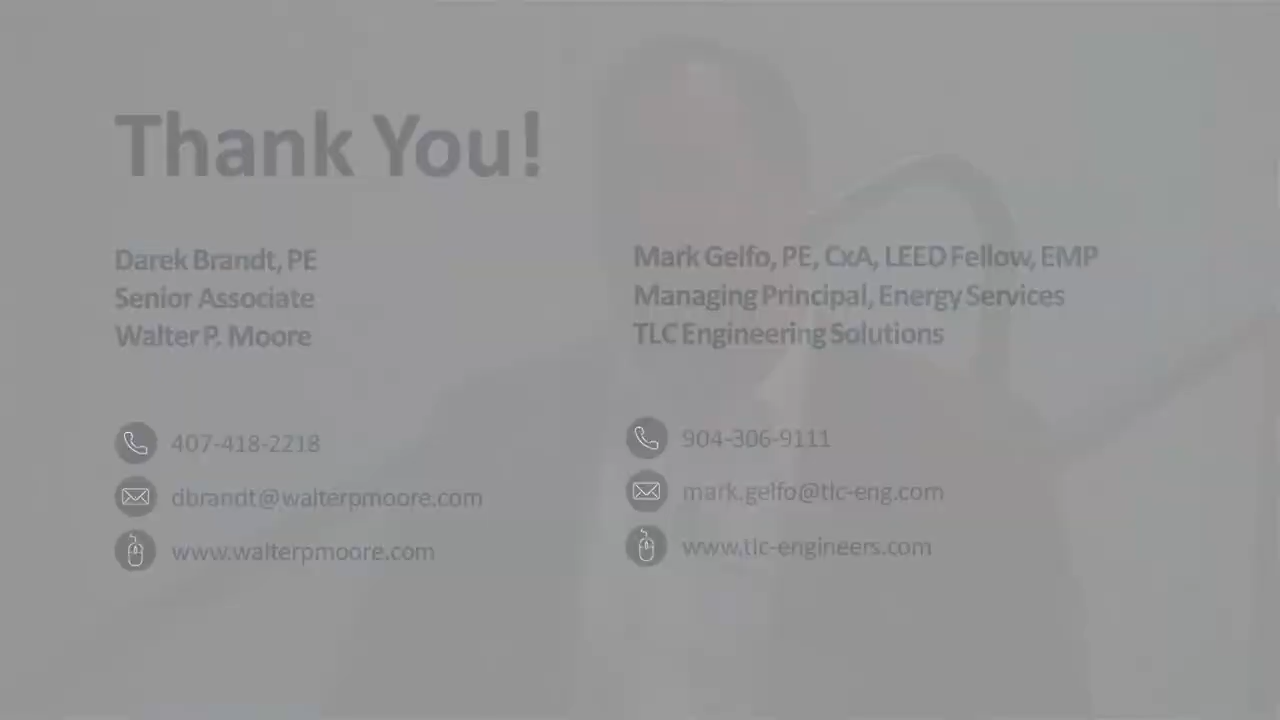 Thank You!
Darek Brandt, PE
Senior Associate
Walter P. Moore
407-418-2218
dbrandt@walterpmoore.com
www.walterpmoore.com
Mark Gelfo, PE, CxA, LEED Fellow, EMP
Managing Principal, Energy Services
TLC Engineering Solutions
904-306-9111
mark.gelfo@tlc-eng.com
www.tlc-engineers.com